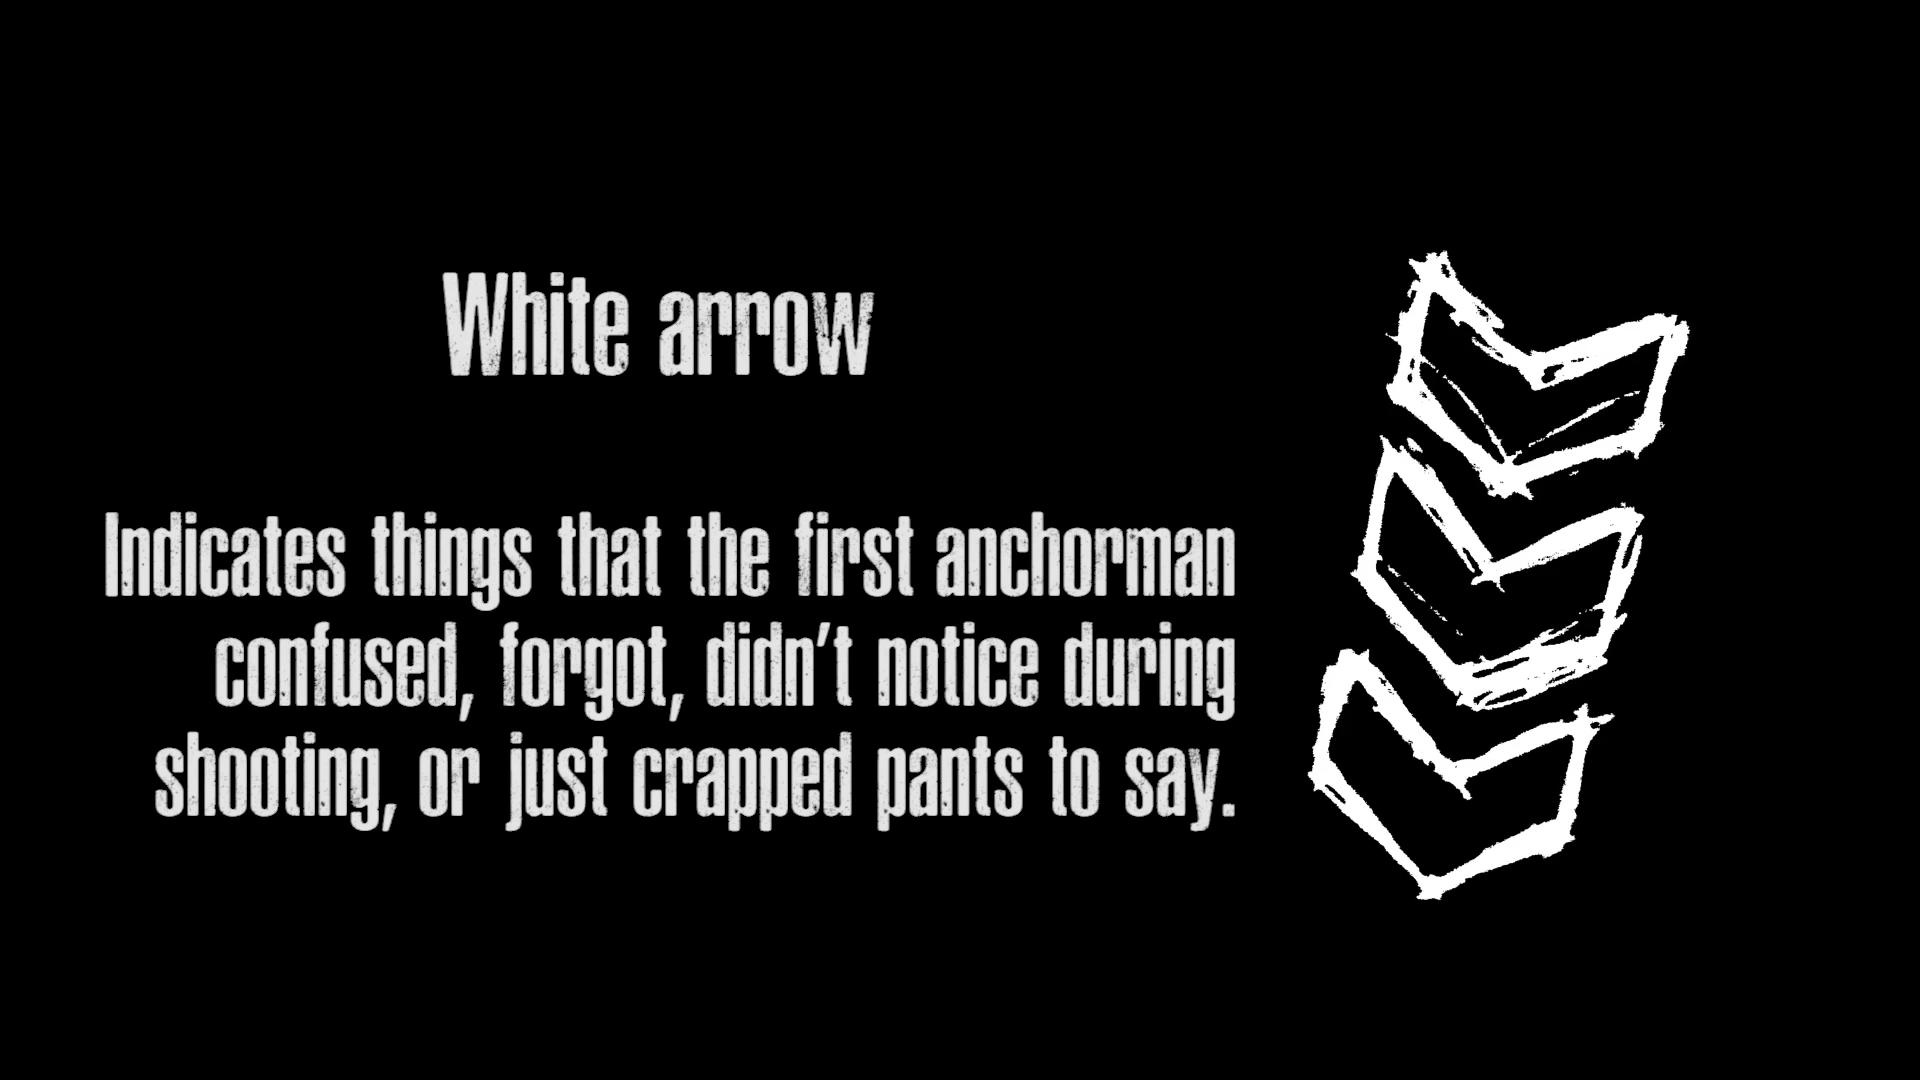 White arrow
Indicates things that the first anchorman
confused, forgot, didn't notice during
shooting, or just crapped pants to say.